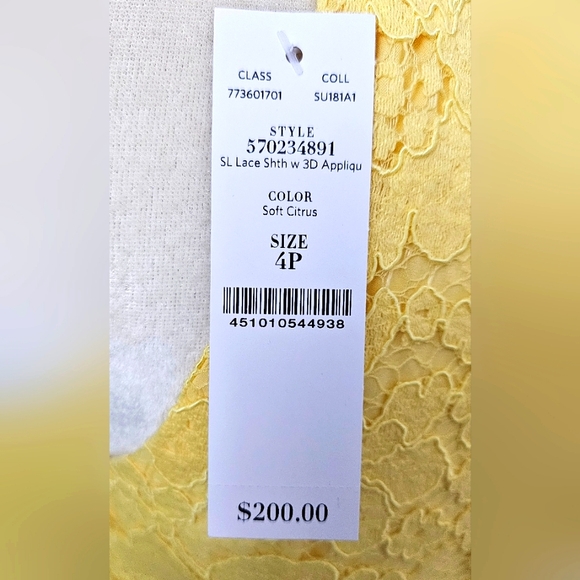 CLASS COLL
773601701 SU181A1
STYLE
570234891
SL Lace Shth w 3D Appliqu
COLOR
Soft Citrus
SIZE
4P
451010544938
$200.00